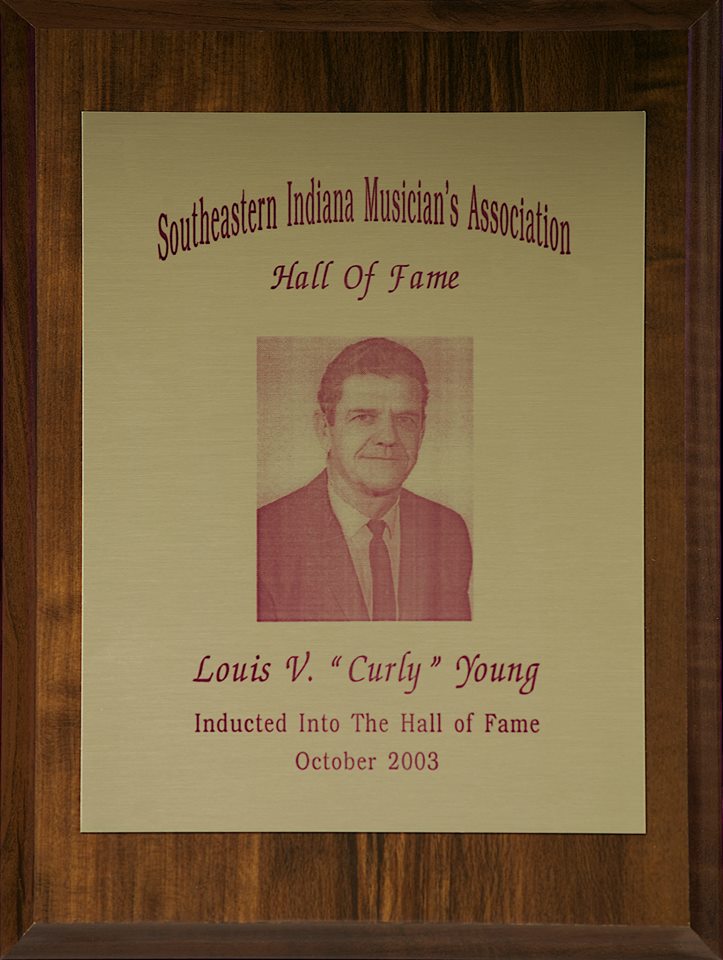 Southeastern Indiana Musician's Association
Hall Of Fame
Louis V. "Curly" Young
Inducted Into The Hall of Fame
October 2003